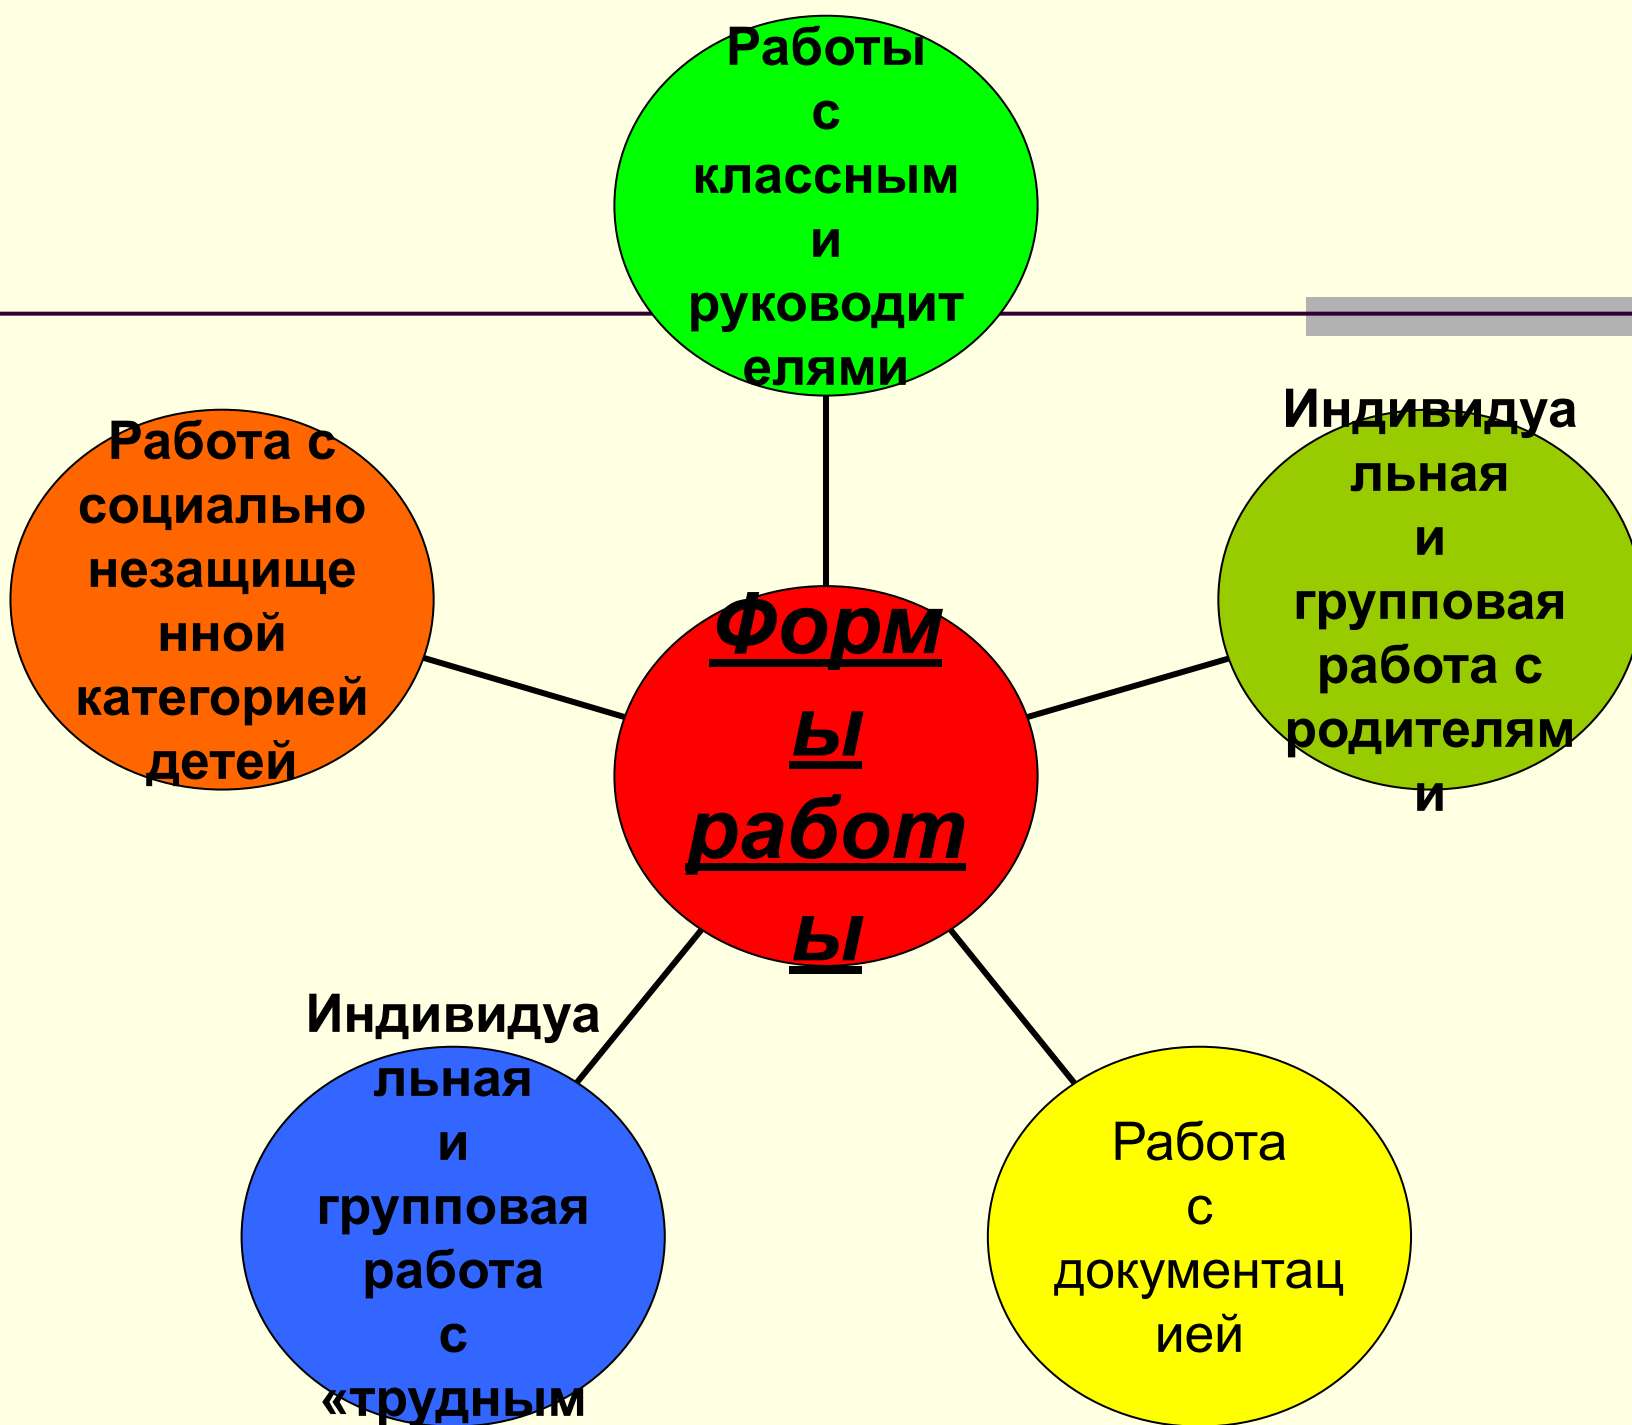 Работы
с
классным
и
руководит
елями
Работа с
социально
незащище
нной
категорией
детей
Индивидуа
льная
и
групповая
работа с
родителям
и
Форм
ы
работ
ы
Индивидуа
льная
и
групповая
работа
с
«трудным
Работа
с
документац
ией